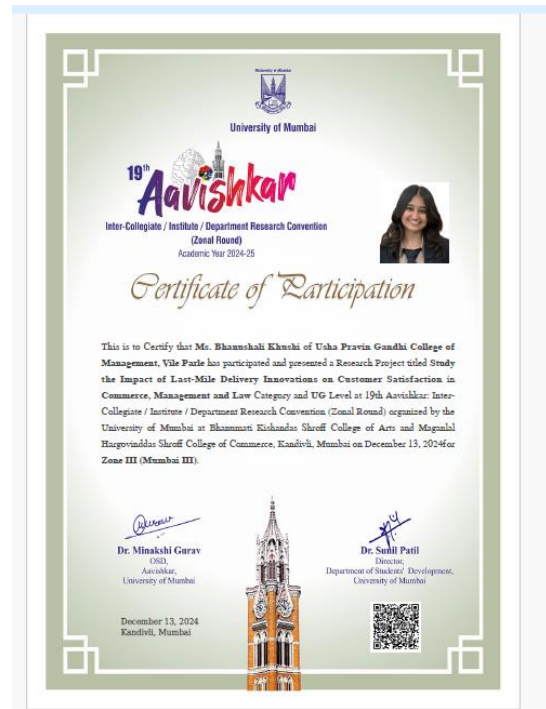 University of Mumbai
University of Mumbai
19th
Aavishkar
Inter-Collegiate / Institute / Department Research Convention
(Zonal Round)
Academic Year 2024-25
Certificate of Participation
This is to Certify that Ms. Bhanushali Khushi of Usha Pravin Gandhi College of
Management, Vile Parle has participated and presented a Research Project titled Study
the Impact of Last-Mile Delivery Innovations on Customer Satisfaction in
Commerce, Management and Law Category and UG Level at 19th Aavishkar: Inter-
Collegiate / Institute / Department Research Convention (Zonal Round) organized by the
University of Mumbai at Bhanumati Kishandas Shroff College of Arts and Maganlal
Hargovinddas Shroff College of Commerce, Kandivli, Mumbai on December 13, 2024for
Zone III (Mumbai III).
Dr. Minakshi Gurav
OSD,
Aavishkar,
University of Mumbai
Dr. Sunil Patil
Director,
Department of Students' Development,
University of Mumbai
December 13, 2024
Kandivli, Mumbai